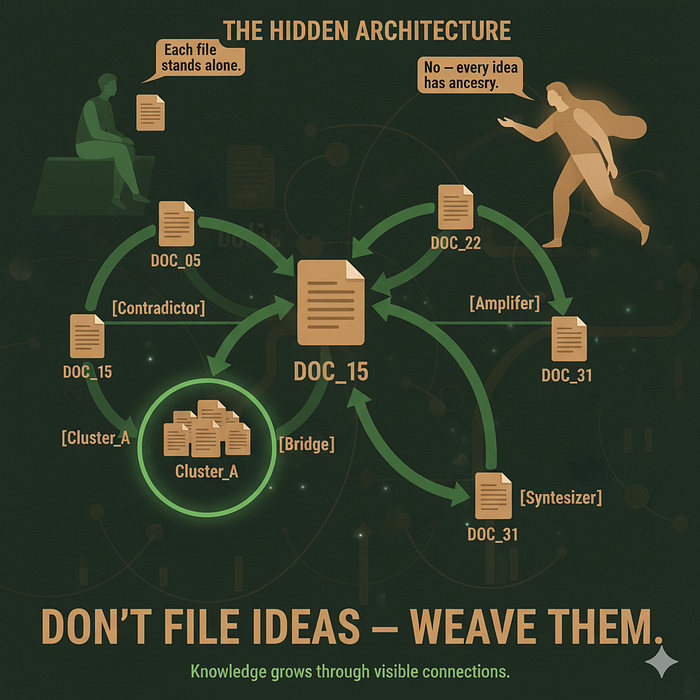 THE HIDDEN ARCHITECTURE
Each file
stands alone.
No — every idea
has ancesry.
DOC_05
DOC_22
[Contradictor]
[Amplifer]
DOC_15
DOC_15
DOC_31
[Cluster_A
Cluster_A
[Bridge]
[Syntesizer]
DOC_31
DON'T FILE IDEAS — WEAVE THEM.
Knowledge grows through visible connections.